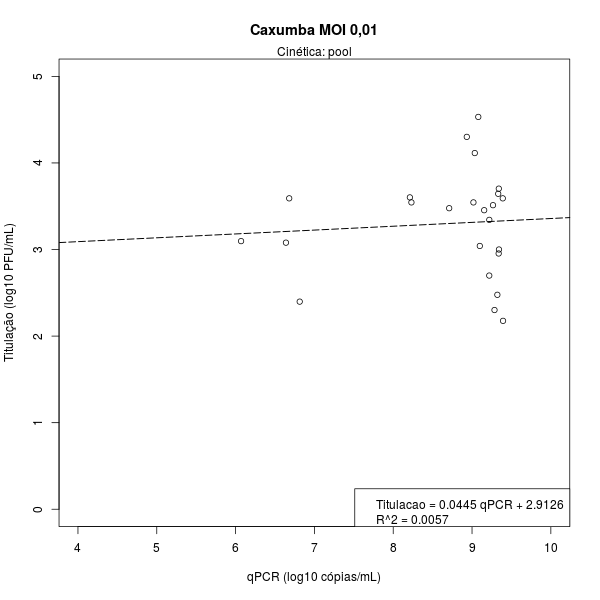 Caxumba MOI 0,01
Cinética: pool
Titulação (log10 PFU/mL)
5
4
3
2
1
0
Titulacao = 0.0445 qPCR + 2.9126
R^2 = 0.0057
4 5 6 7 8 9 10
qPCR (log10 cópias/mL)